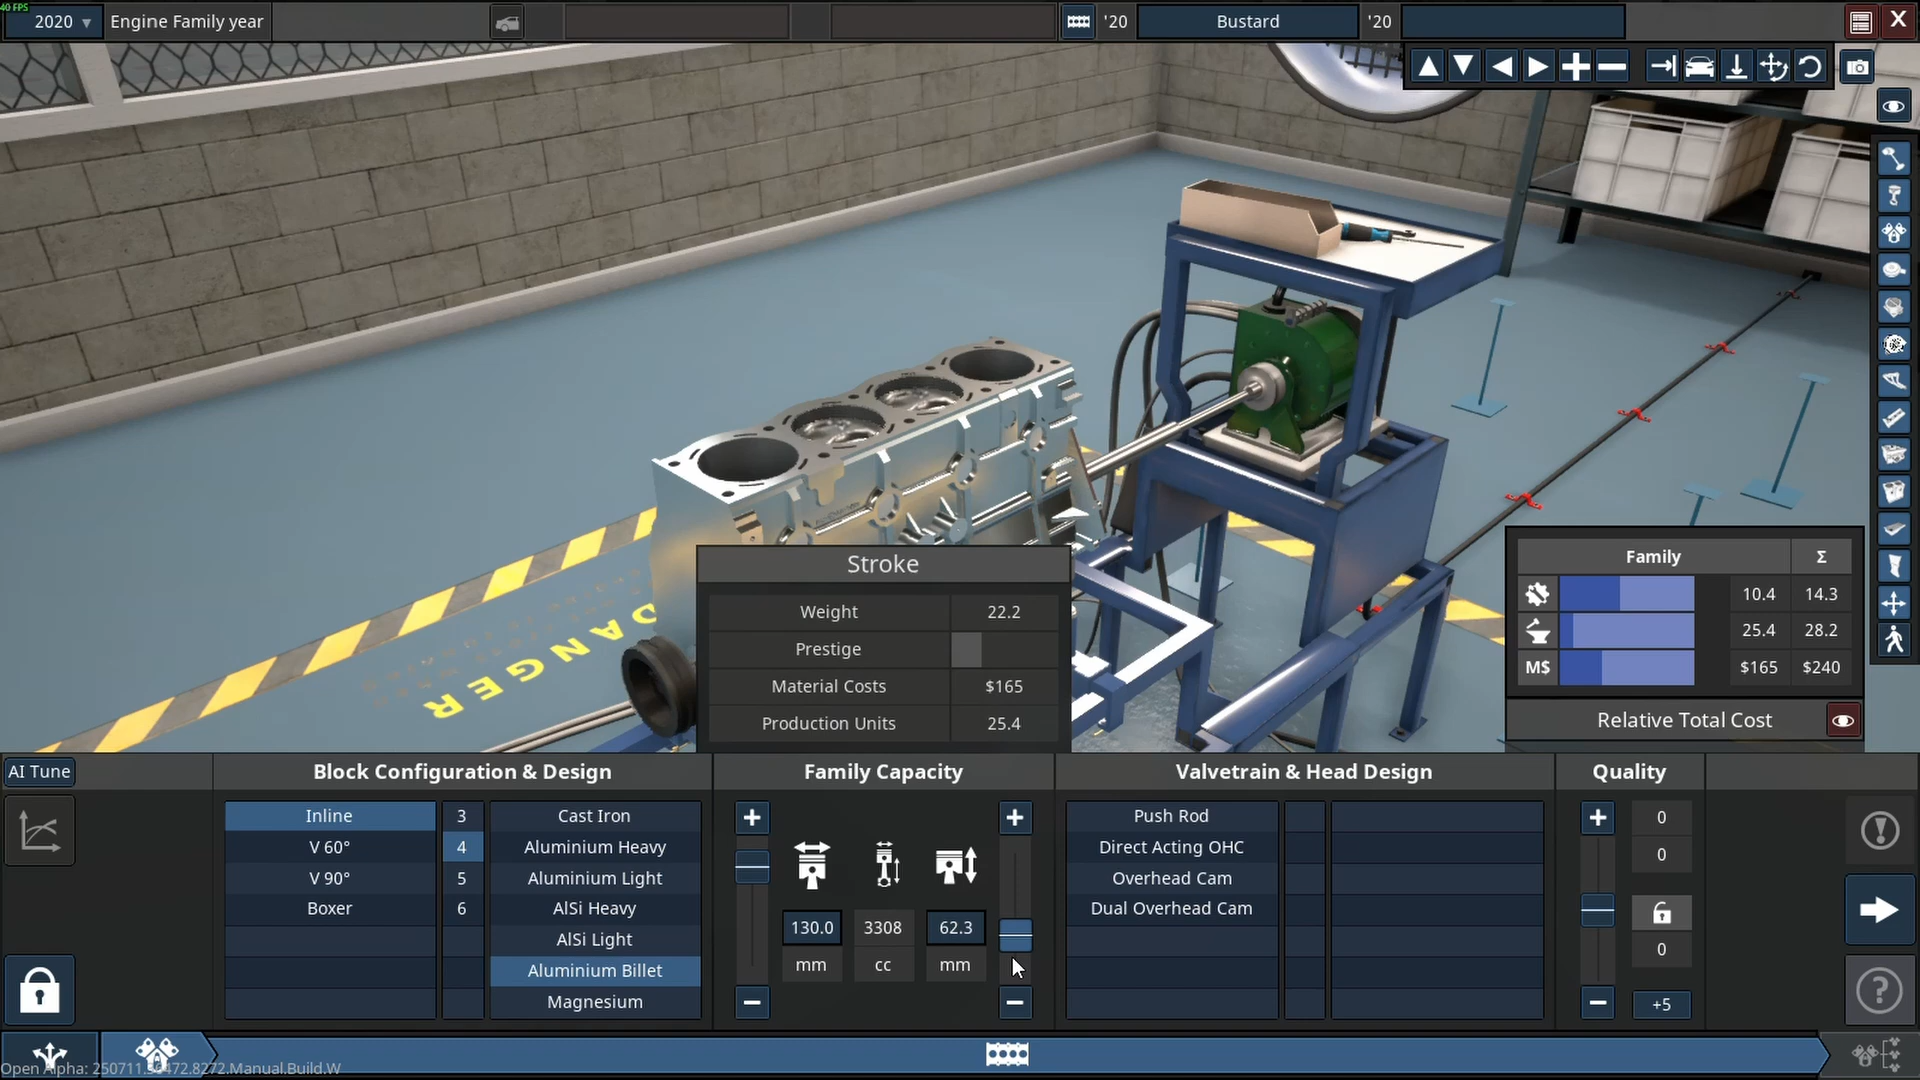 40 FPS
2020 ▼ Engine Family year '20 Bustard '20
DANGER
Stroke
Weight 22.2
Prestige
Material Costs $165
Production Units 25.4
Family Σ
10.4 14.3
25.4 28.2
M$ $165 $240
Relative Total Cost
AI Tune Block Configuration & Design Family Capacity Valvetrain & Head Design Quality
Inline 3 Cast Iron Push Rod 0
V 60° 4 Aluminium Heavy Direct Acting OHC 0
V 90° 5 Aluminium Light Overhead Cam
Boxer 6 AlSi Heavy 130.0 3308 62.3 Dual Overhead Cam
AlSi Light mm cc mm 0
Aluminium Billet
Magnesium +5